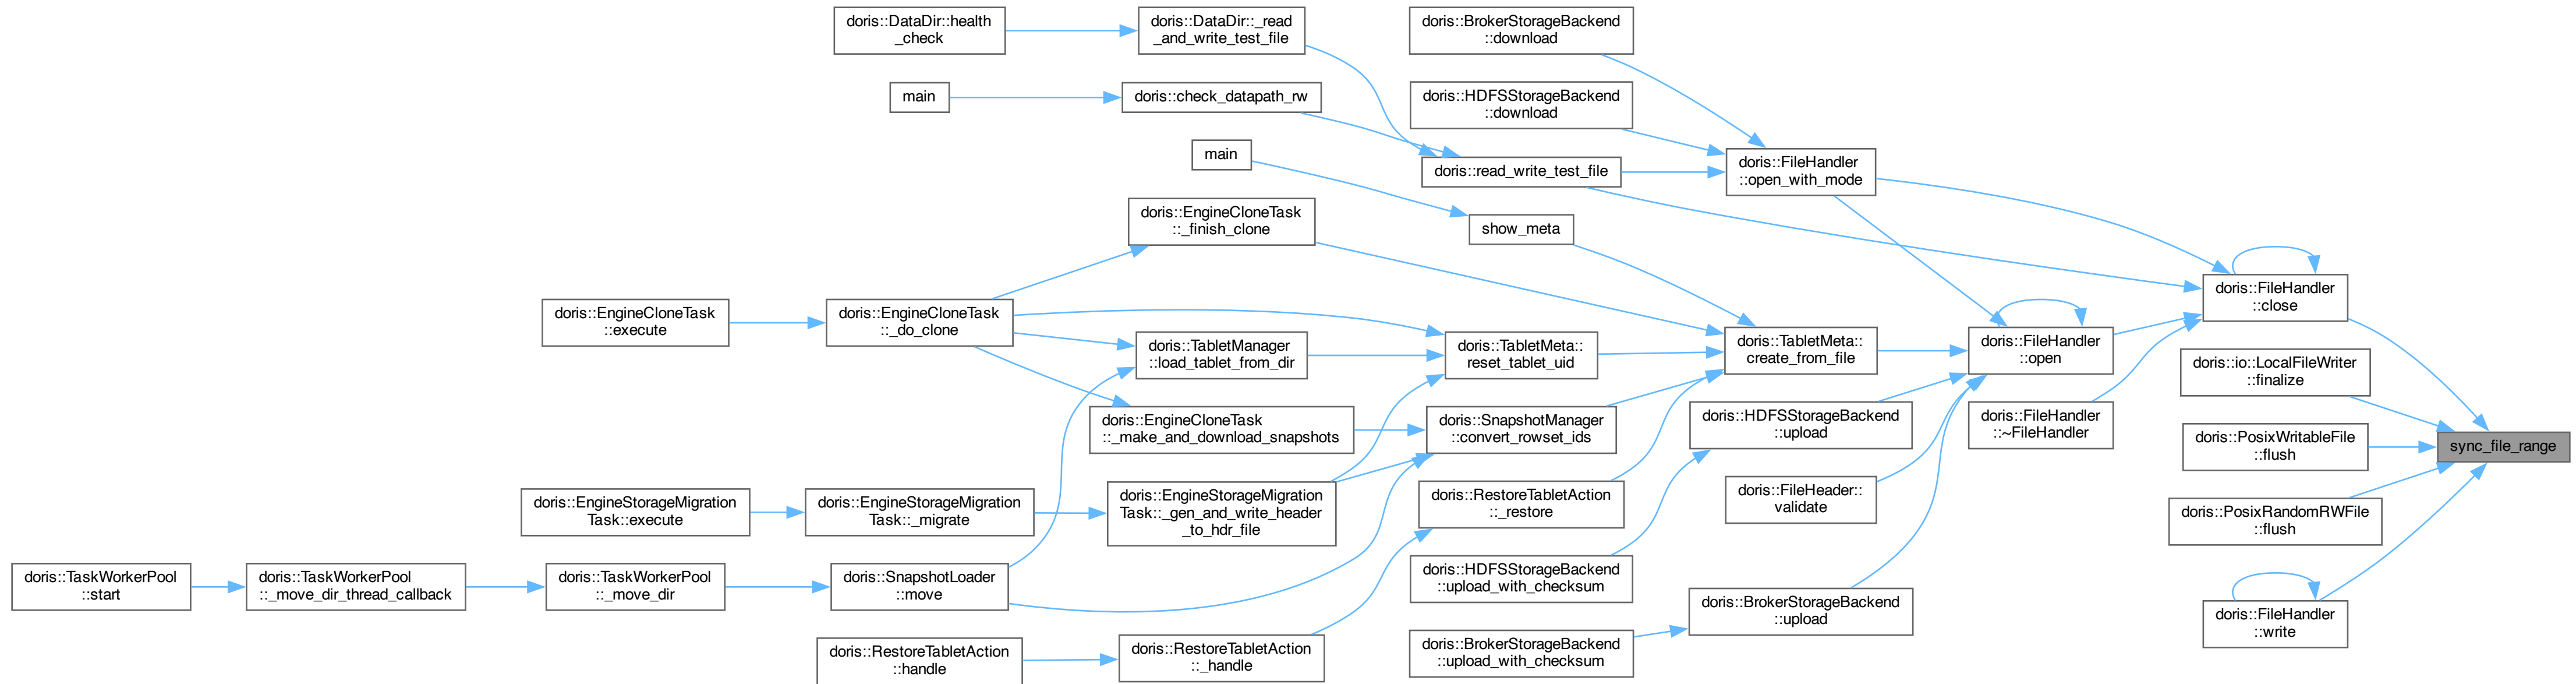 doris::DataDir::health
_check
doris::DataDir::_read
_and_write_test_file
doris::BrokerStorageBackend
::download
main
doris::check_datapath_rw
doris::HDFSStorageBackend
::download
main
doris::read_write_test_file
doris::FileHandler
::open_with_mode
doris::EngineCloneTask
::_finish_clone
show_meta
doris::EngineCloneTask
::execute
doris::EngineCloneTask
::_do_clone
doris::TabletManager
::load_tablet_from_dir
doris::TabletMeta::
reset_tablet_uid
doris::TabletMeta::
create_from_file
doris::FileHandler
::open
doris::FileHandler
::close
doris::io::LocalFileWriter
::finalize
doris::EngineCloneTask
::_make_and_download_snapshots
doris::SnapshotManager
::convert_rowset_ids
doris::HDFSStorageBackend
::upload
doris::FileHandler
::~FileHandler
doris::PosixWritableFile
::flush
sync_file_range
doris::EngineStorageMigration
Task::execute
doris::EngineStorageMigration
Task::_migrate
doris::EngineStorageMigration
Task::_gen_and_write_header
_to_hdr_file
doris::RestoreTabletAction
::_restore
doris::FileHeader::
validate
doris::PosixRandomRWFile
::flush
doris::TaskWorkerPool
::start
doris::TaskWorkerPool
::_move_dir_thread_callback
doris::TaskWorkerPool
::_move_dir
doris::SnapshotLoader
::move
doris::HDFSStorageBackend
::upload_with_checksum
doris::BrokerStorageBackend
::upload
doris::FileHandler
::write
doris::RestoreTabletAction
::handle
doris::RestoreTabletAction
::_handle
doris::BrokerStorageBackend
::upload_with_checksum